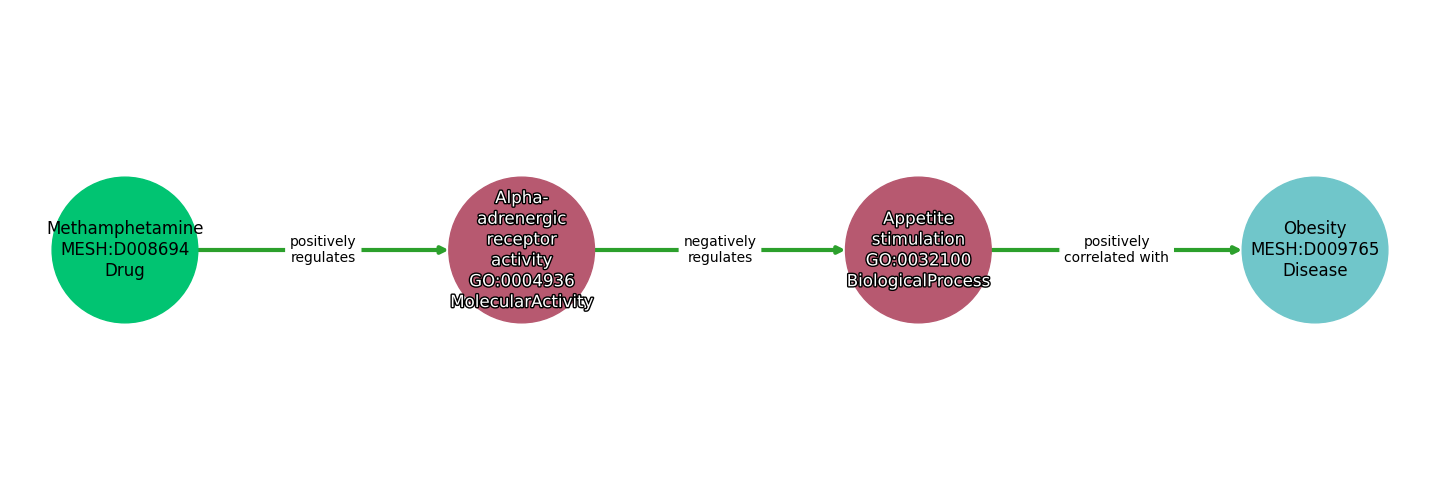 Methamphetamine
MESH:D008694
Drug
positively
regulates
Alpha-
adrenergic
receptor
activity
GO:0004936
MolecularActivity
negatively
regulates
Appetite
stimulation
GO:0032100
BiologicalProcess
positively
correlated with
Obesity
MESH:D009765
Disease